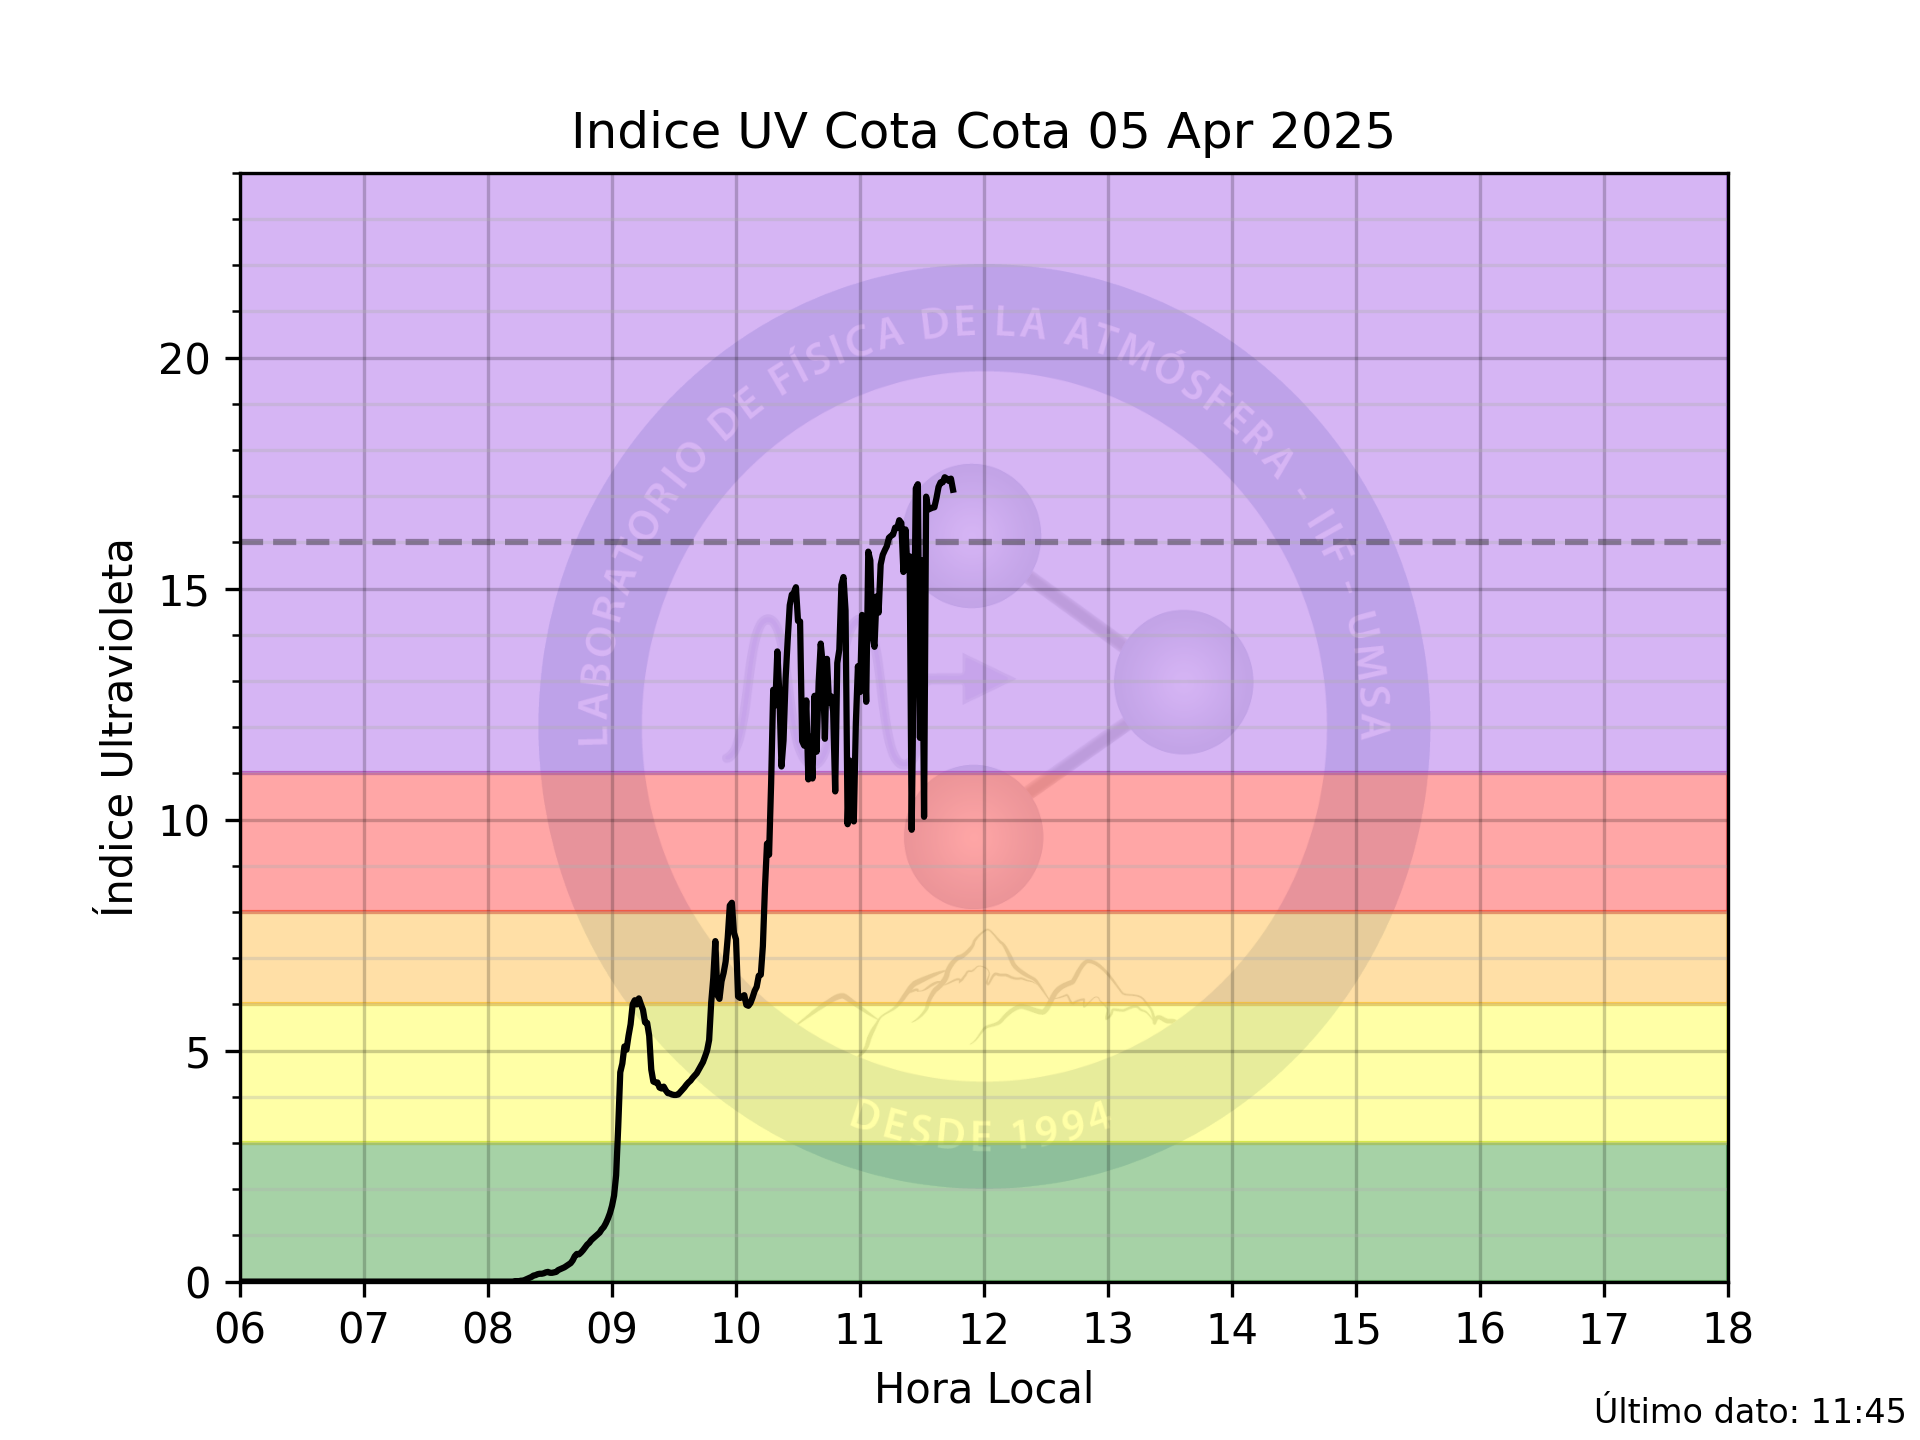 Indice UV Cota Cota 05 Apr 2025
LABORATORIO DE FÍSICA DE LA ATMÓSFERA - IIF - UMSA
20
15
10
5
0
Índice Ultravioleta
DESDE 1994
06 07 08 09 10 11 12 13 14 15 16 17 18
Hora Local
Último dato: 11:45